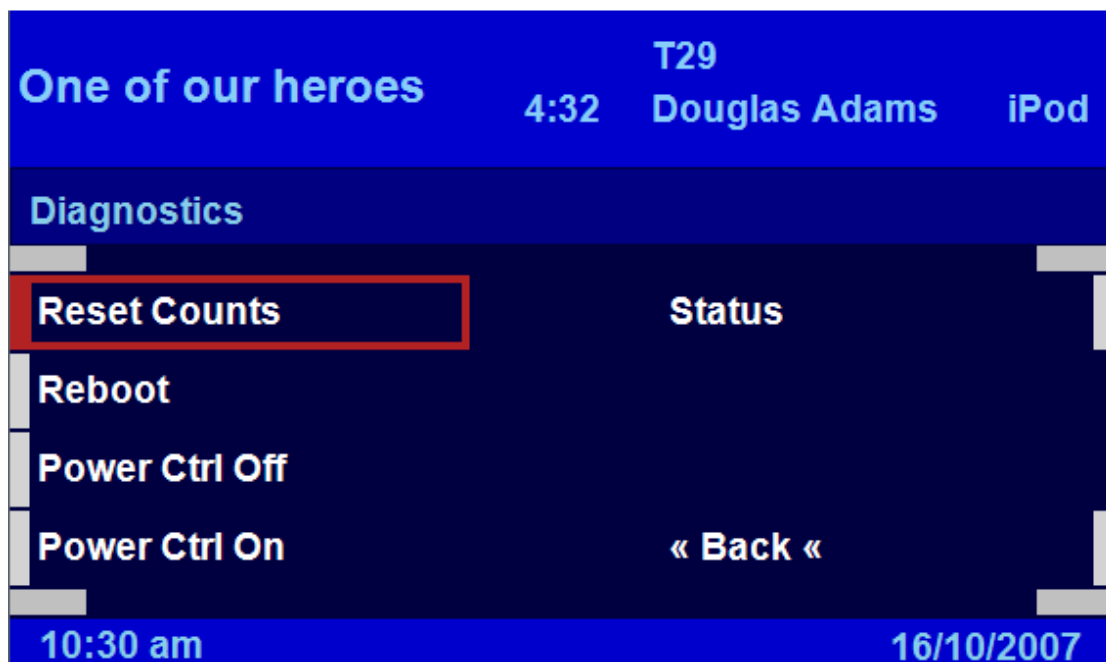 T29
One of our heroes
4:32 Douglas Adams iPod
Diagnostics
Reset Counts Status
Reboot
Power Ctrl Off
Power Ctrl On « Back «
10:30 am 16/10/2007